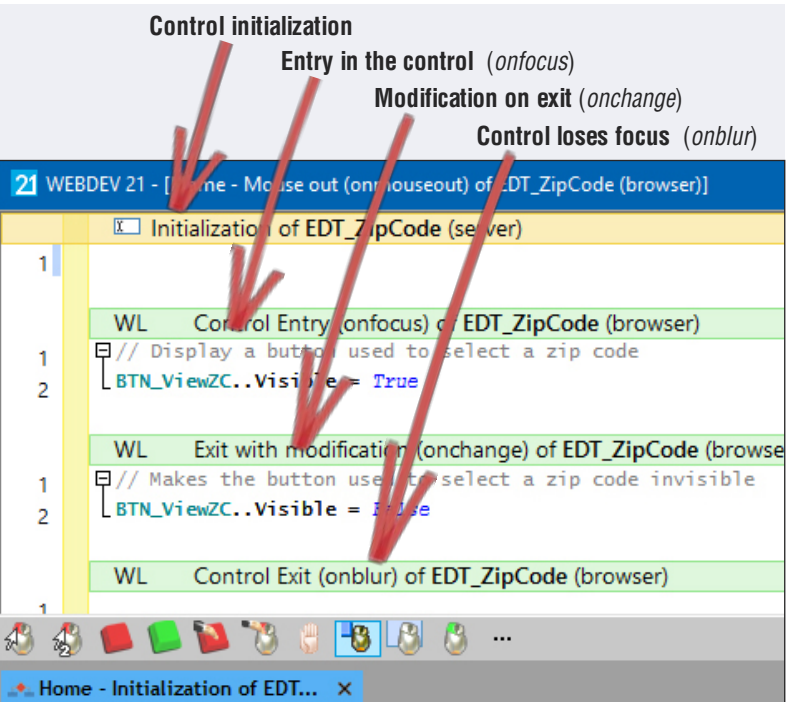 Control initialization
Entry in the control (onfocus)
Modification on exit (onchange)
Control loses focus (onblur)
21 WEBDEV 21 - [Home - Mouse out (onmouseout) of EDT_ZipCode (browser)]
Initialization of EDT_ZipCode (server)
1
WL Control Entry (onfocus) of EDT_ZipCode (browser)
1 // Display a button used to select a zip code
2 BTN_ViewZC..Visible = True
WL Exit with modification (onchange) of EDT_ZipCode (browse
1 // Makes the button used to select a zip code invisible
2 BTN_ViewZC..Visible = False
WL Control Exit (onblur) of EDT_ZipCode (browser)
1
2 ...
Home - Initialization of EDT... ×